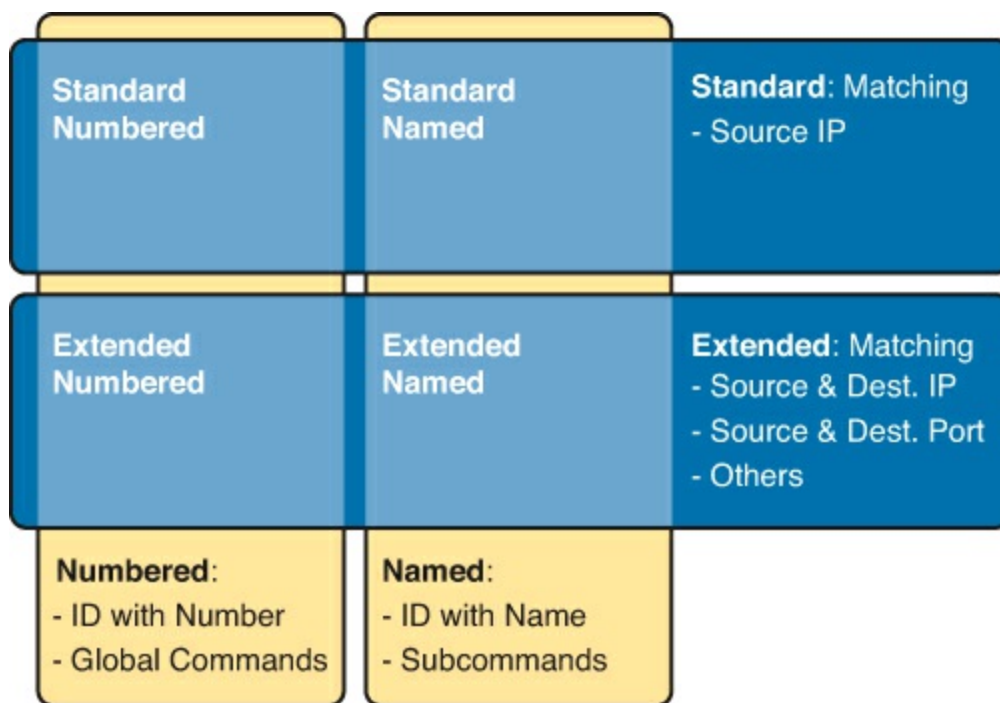 Standard
Numbered
Standard
Named
Standard: Matching
- Source IP
Extended
Numbered
Extended
Named
Extended: Matching
- Source & Dest. IP
- Source & Dest. Port
- Others
Numbered:
- ID with Number
- Global Commands
Named:
- ID with Name
- Subcommands